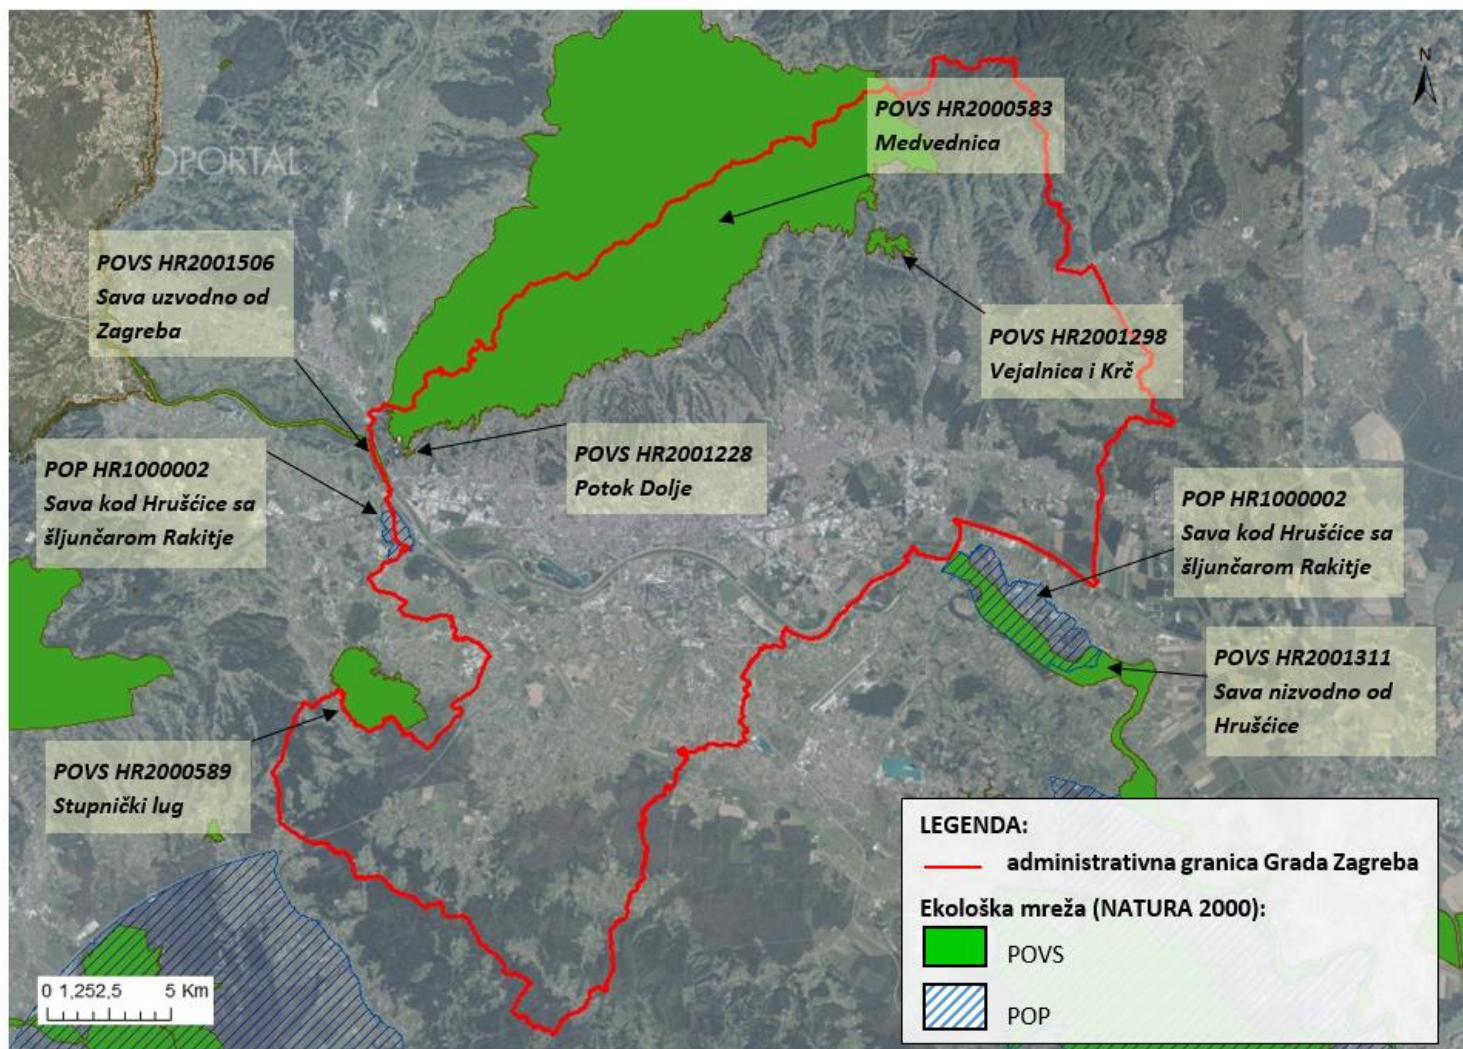 N
OPORTAL
POVS HR2000583
Medvednica
POVS HR2001506
Sava uzvodno od
Zagreba
POVS HR2001298
Vejalnica i Krč
POP HR1000002
Sava kod Hrušćice sa
šljunčarom Rakitje
POVS HR2001228
Potok Dolje
POP HR1000002
Sava kod Hrušćice sa
šljunčarom Rakitje
POVS HR2001311
Sava nizvodno od
Hrušćice
POVS HR2000589
Stupnički lug
LEGENDA:
administrativna granica Grada Zagreba
Ekološka mreža (NATURA 2000):
POVS
POP
0 1,252,5 5 Km